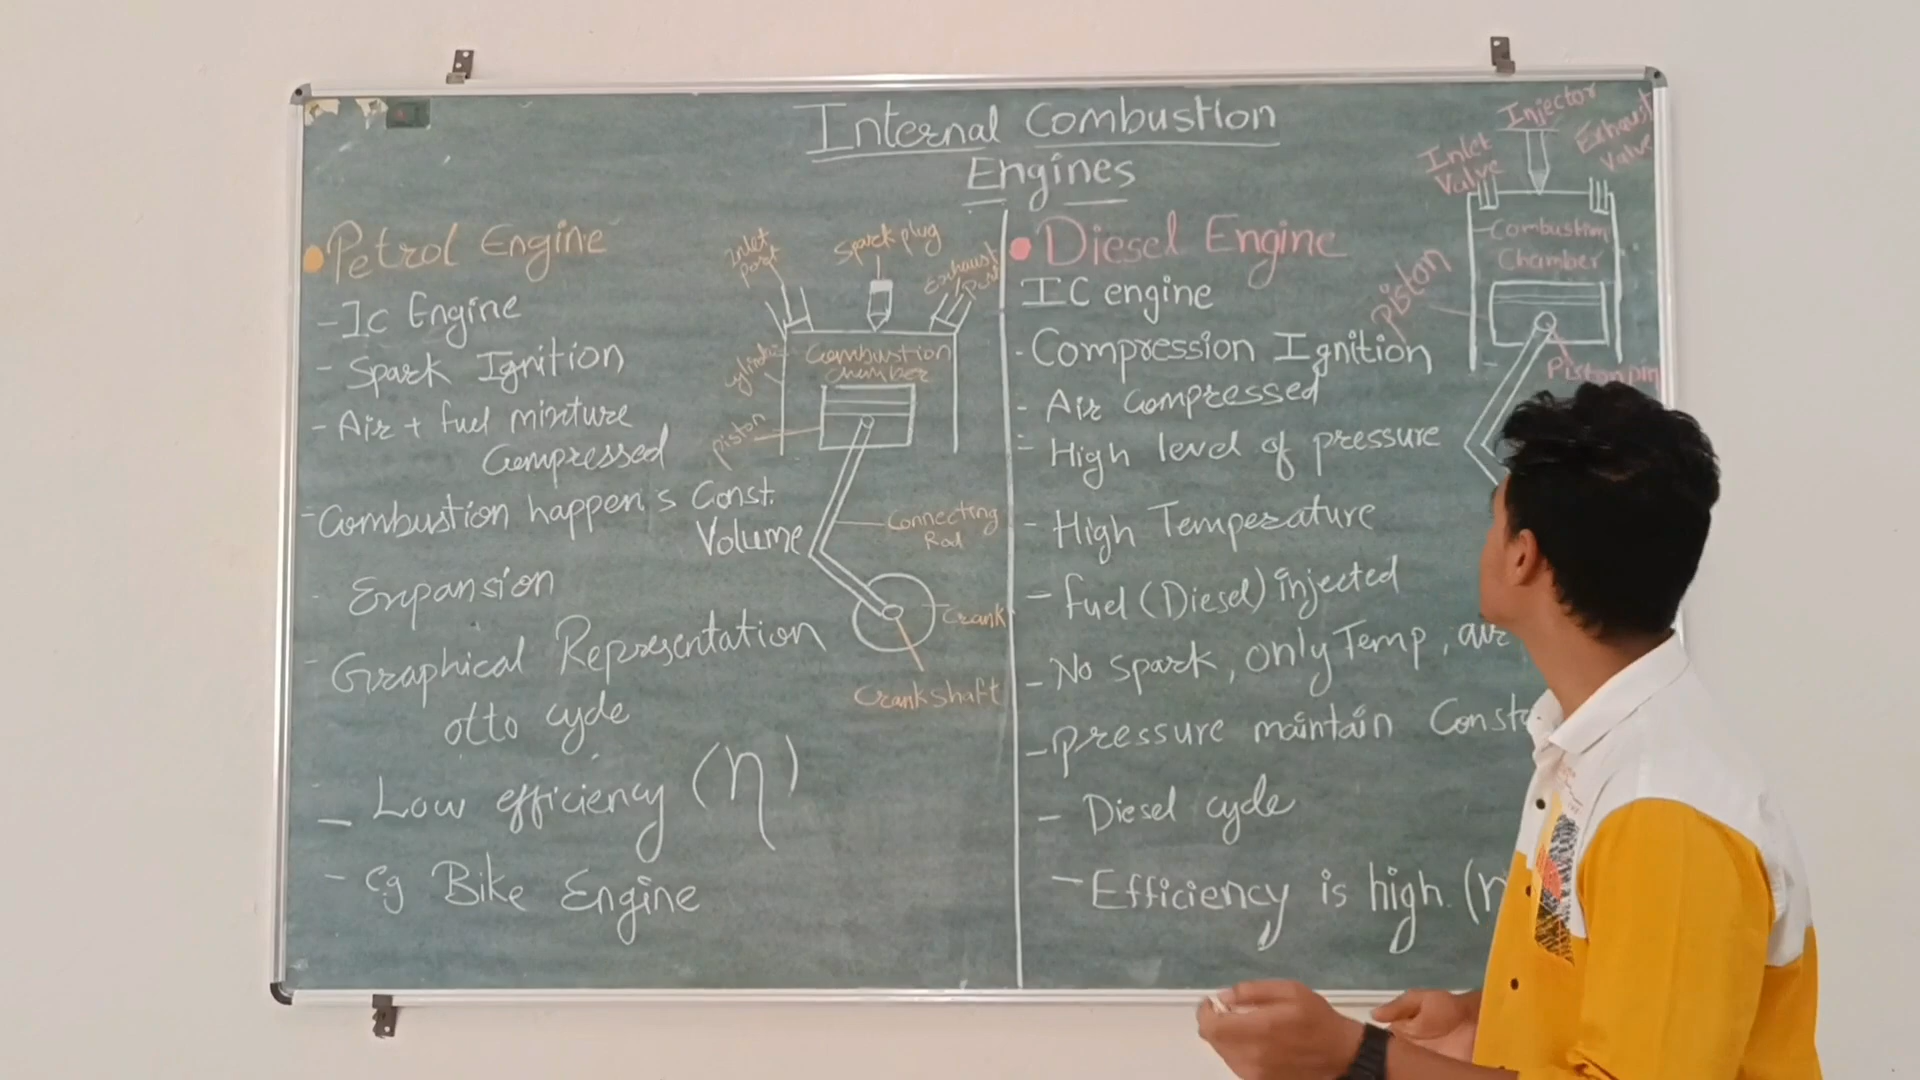 Internal Combustion
Engines
Petrol Engine
- Ic Engine
- Spark Ignition
- Air + fuel mixture
Compressed
- Combustion happen's Const.
Volume
- Expansion
- Graphical Representation
otto cycle
- Low efficiency (η)
- eg Bike Engine
Inlet
port
Spark plug
Exhaust
port
Combustion
chamber
cylinder
piston
Connecting
Rod
Crank
Crankshaft
Diesel Engine
IC engine
- Compression Ignition
- Air compressed
- High level of pressure
- High Temperature
- fuel (Diesel) injected
- No spark, only Temp, air
- pressure maintain
- Diesel cycle
- Efficiency is high. (η
Injector
Inlet
Valve
Exhaust
Valve
Combustion
Chamber
piston
Piston pin